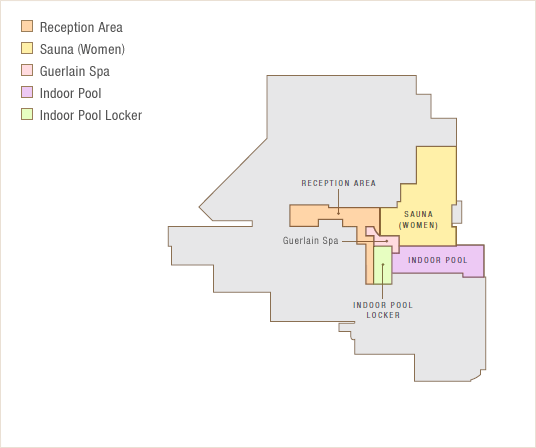 Reception Area
Sauna (Women)
Guerlain Spa
Indoor Pool
Indoor Pool Locker
RECEPTION AREA
SAUNA
(WOMEN)
Guerlain Spa
INDOOR POOL
INDOOR POOL
LOCKER